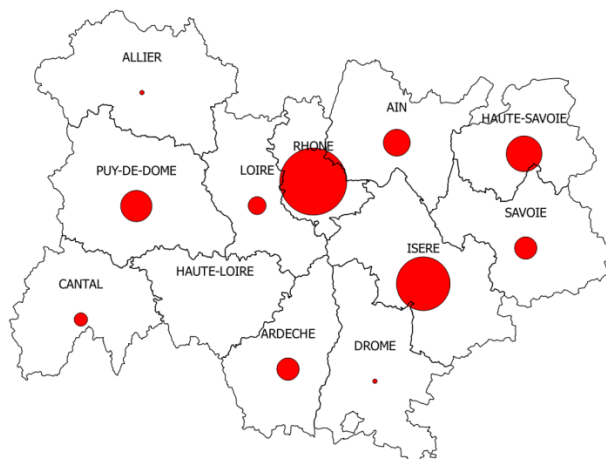 ALLIER
AIN
HAUTE-SAVOIE
RHONE
PUY-DE-DOME
LOIRE
SAVOIE
ISERE
HAUTE-LOIRE
CANTAL
ARDECHE
DROME